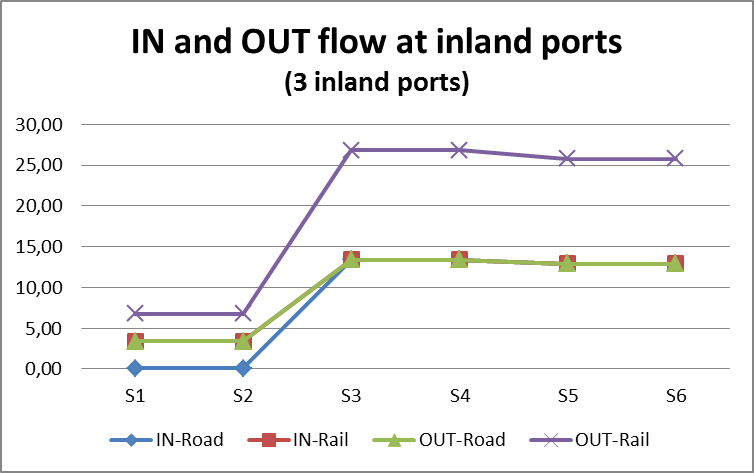 IN and OUT flow at inland ports
(3 inland ports)
30,00
25,00
20,00
15,00
10,00
5,00
0,00
S1 S2 S3 S4 S5 S6
IN-Road IN-Rail OUT-Road OUT-Rail